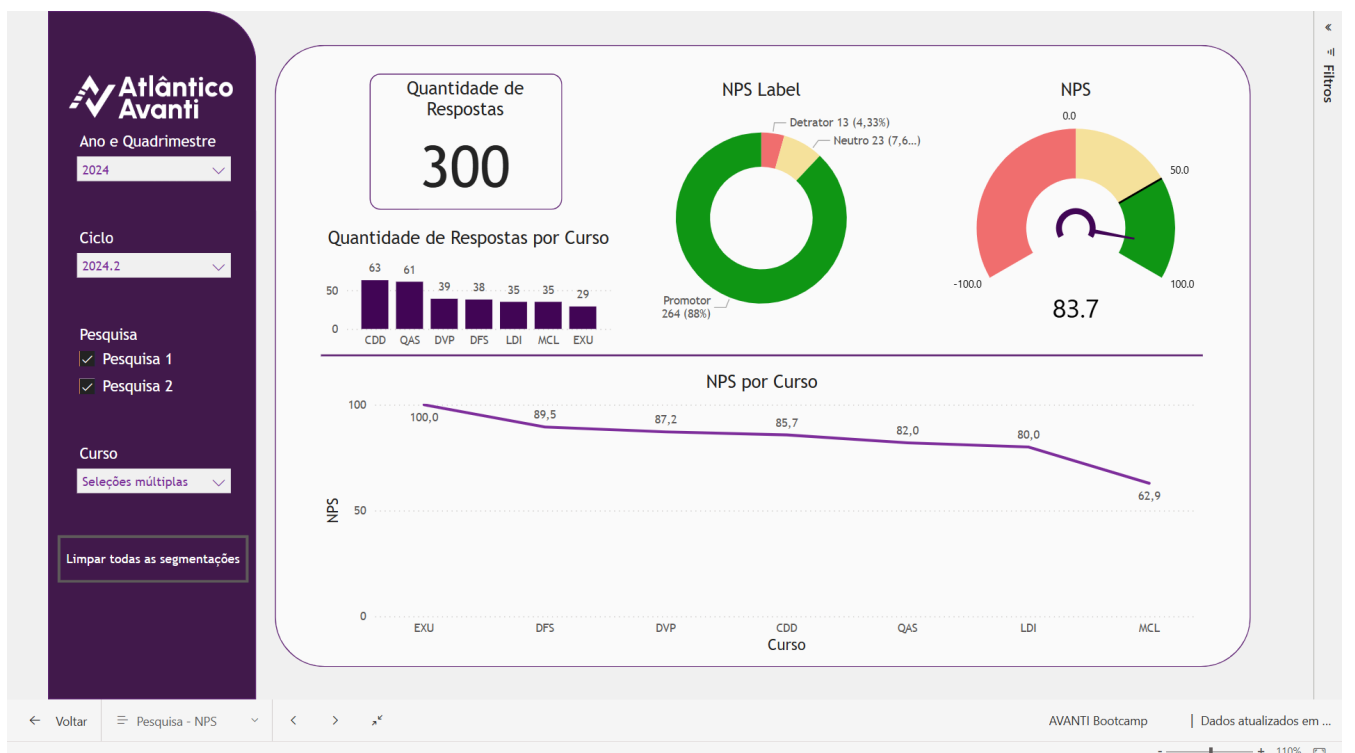 Atlântico
Avanti
Ano e Quadrimestre
2024
Ciclo
2024.2
Pesquisa
Pesquisa 1
Pesquisa 2
Curso
Seleções múltiplas
Limpar todas as segmentações
Quantidade de
Respostas
300
Quantidade de Respostas por Curso
63
61
39
38
35
35
29
50
0
CDD QAS DVP DFS LDI MCL EXU
NPS Label
Detrator 13 (4,33%)
Neutro 23 (7,6...)
Promotor
264 (88%)
NPS
0.0
50.0
-100.0
100.0
83.7
NPS por Curso
100
50
0
NPS
100,0
89,5
87,2
85,7
82,0
80,0
62,9
EXU DFS DVP CDD QAS LDI MCL
Curso
Filtros
Voltar
Pesquisa - NPS
AVANTI Bootcamp
| Dados atualizados em ...
- + 110%